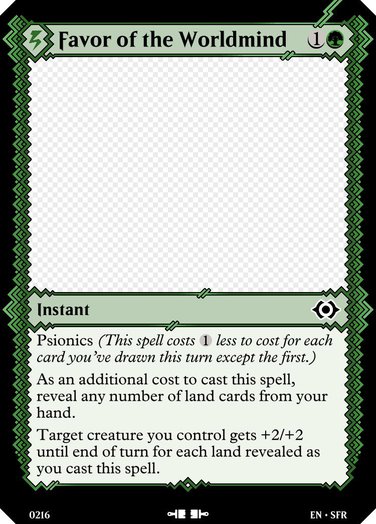 Favor of the Worldmind 1
Instant
Psionics (This spell costs 1 less to cost for each
card you've drawn this turn except the first.)
As an additional cost to cast this spell,
reveal any number of land cards from your
hand.
Target creature you control gets +2/+2
until end of turn for each land revealed as
you cast this spell.
0216
EN • SFR